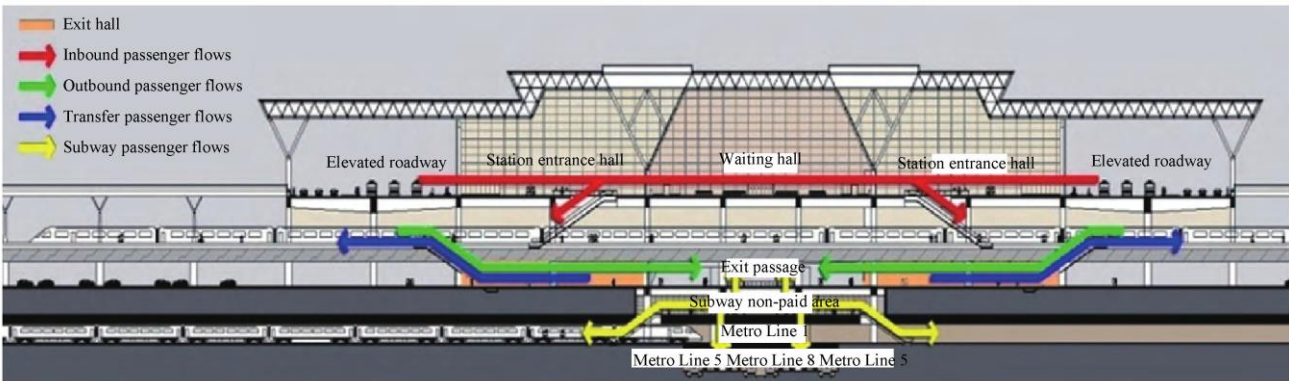 Exit hall
Inbound passenger flows
Outbound passenger flows
Transfer passenger flows
Subway passenger flows
Elevated roadway
Station entrance hall
Waiting hall
Station entrance hall
Elevated roadway
Exit passage
Subway non-paid area
Metro Line 1
Metro Line 5 Metro Line 8 Metro Line 5